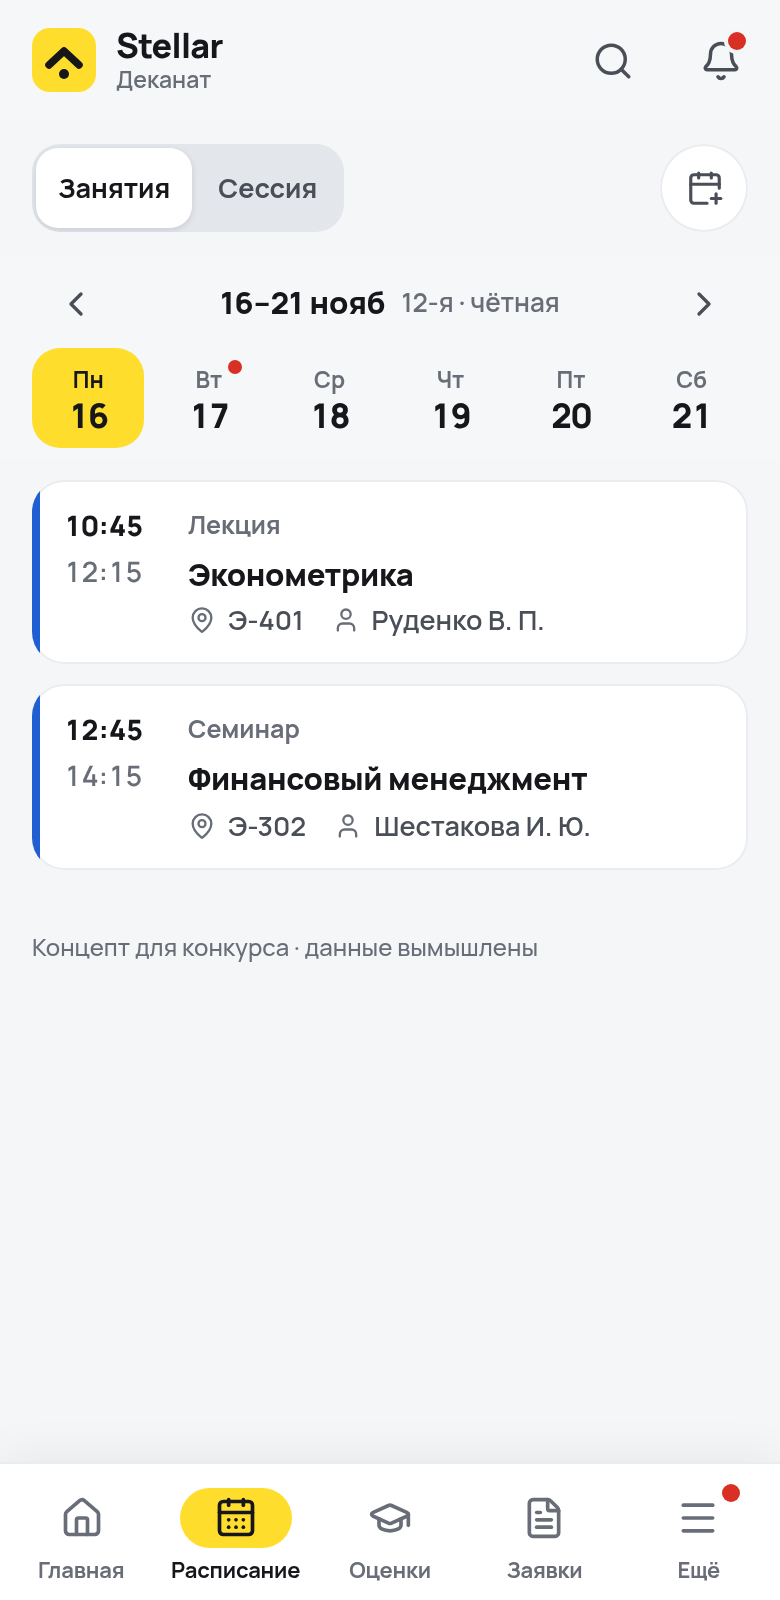 Stellar
Деканат
Занятия Сессия
16–21 нояб 12-я · чётная
Пн Вт Ср Чт Пт Сб
16 17 18 19 20 21
10:45 Лекция
12:15 Эконометрика
Э-401 Руденко В. П.
12:45 Семинар
14:15 Финансовый менеджмент
Э-302 Шестакова И. Ю.
Концепт для конкурса · данные вымышлены
Главная Расписание Оценки Заявки Ещё